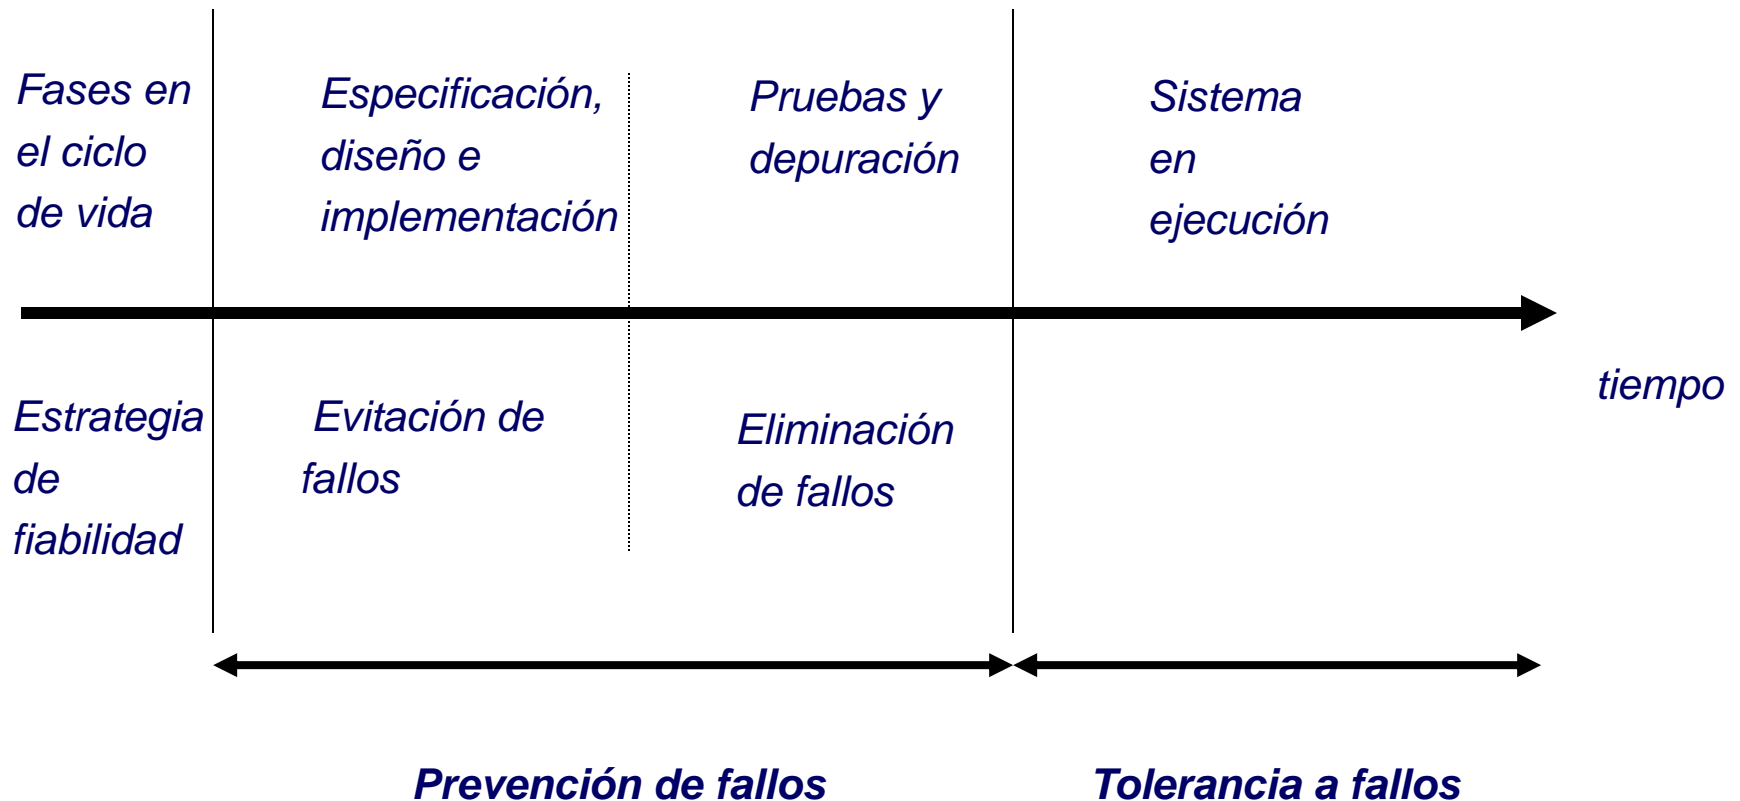 Fases en
el ciclo
de vida
Especificación,
diseño e
implementación
Pruebas y
depuración
Sistema
en
ejecución
tiempo
Estrategia
de
fiabilidad
Evitación de
fallos
Eliminación
de fallos
Prevención de fallos
Tolerancia a fallos